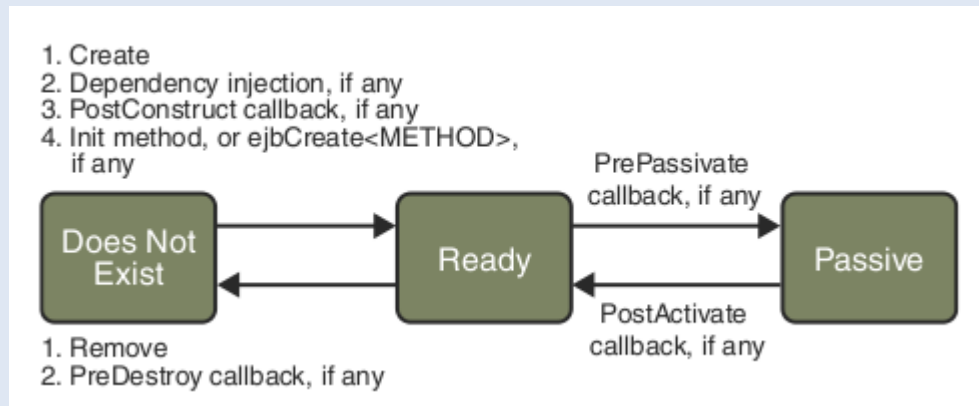 1. Create
2. Dependency injection, if any
3. PostConstruct callback, if any
4. Init method, or ejbCreate<METHOD>,
if any
PrePassivate
callback, if any
Does Not
Exist
Ready
Passive
PostActivate
callback, if any
1. Remove
2. PreDestroy callback, if any